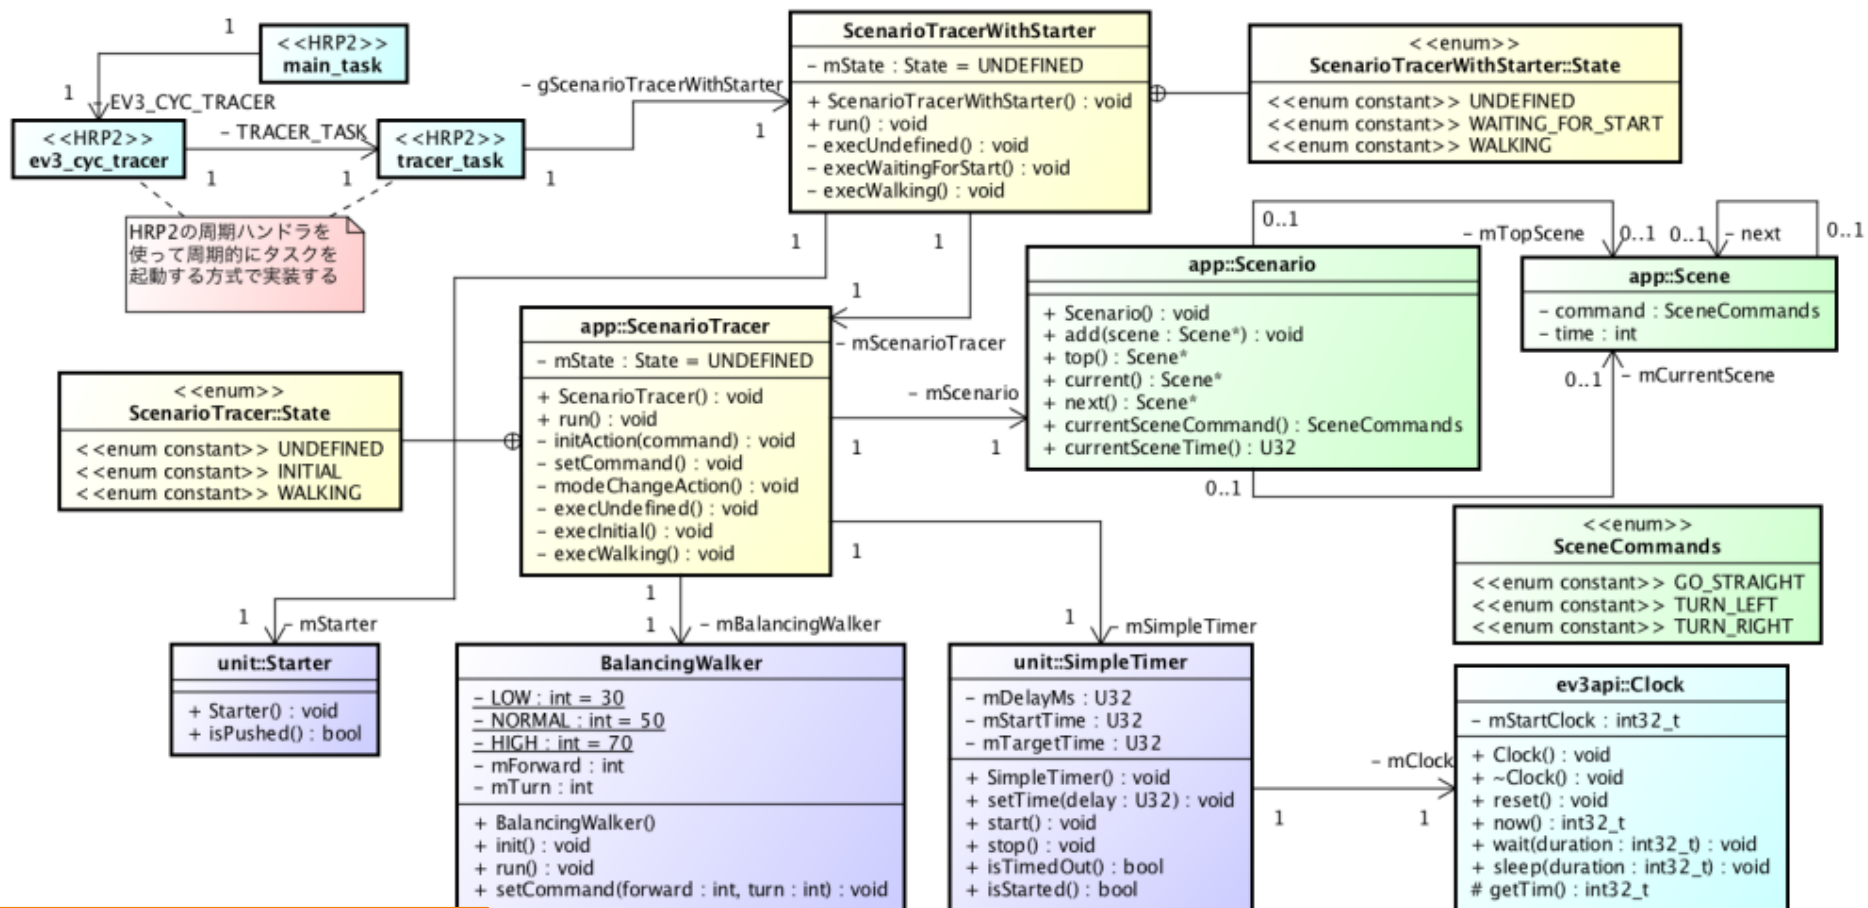 1
<<HRP2>>
main_task
1
- EV3_CYC_TRACER
<<HRP2>>
ev3_cyc_tracer
1
- TRACER_TASK
1
<<HRP2>>
tracer_task
1
HRP2の周期ハンドラを
使って周期的にタスクを
起動する方式で実装する
- gScenarioTracerWithStarter
1
ScenarioTracerWithStarter
- mState : State = UNDEFINED
+ ScenarioTracerWithStarter() : void
+ run() : void
- execUndefined() : void
- execWaitingForStart() : void
- execWalking() : void
<<enum>>
ScenarioTracerWithStarter::State
<<enum constant>> UNDEFINED
<<enum constant>> WAITING_FOR_START
<<enum constant>> WALKING
1
1
1
- mScenarioTracer
app::ScenarioTracer
- mState : State = UNDEFINED
+ ScenarioTracer() : void
+ run() : void
- initAction(command) : void
- setCommand() : void
- modeChangeAction() : void
- execUndefined() : void
- execInitial() : void
- execWalking() : void
<<enum>>
ScenarioTracer::State
<<enum constant>> UNDEFINED
<<enum constant>> INITIAL
<<enum constant>> WALKING
- mScenario
1
1
app::Scenario
+ Scenario() : void
+ add(scene : Scene*) : void
+ top() : Scene*
+ current() : Scene*
+ next() : Scene*
+ currentSceneCommand() : SceneCommands
+ currentSceneTime() : U32
0..1
- mTopScene
0..1
0..1
- next
0..1
app::Scene
- command : SceneCommands
- time : int
0..1
- mCurrentScene
0..1
<<enum>>
SceneCommands
<<enum constant>> GO_STRAIGHT
<<enum constant>> TURN_LEFT
<<enum constant>> TURN_RIGHT
1
- mStarter
unit::Starter
+ Starter() : void
+ isPushed() : bool
1
1
- mBalancingWalker
BalancingWalker
- LOW : int = 30
- NORMAL : int = 50
- HIGH : int = 70
- mForward : int
- mTurn : int
+ BalancingWalker()
+ init() : void
+ run() : void
+ setCommand(forward : int, turn : int) : void
1
1
- mSimpleTimer
unit::SimpleTimer
- mDelayMs : U32
- mStartTime : U32
- mTargetTime : U32
+ SimpleTimer() : void
+ setTime(delay : U32) : void
+ start() : void
+ stop() : void
+ isTimedOut() : bool
+ isStarted() : bool
- mClock
1
1
ev3api::Clock
- mStartClock : int32_t
+ Clock() : void
+ ~Clock() : void
+ reset() : void
+ now() : int32_t
+ wait(duration : int32_t) : void
+ sleep(duration : int32_t) : void
# getTim() : int32_t